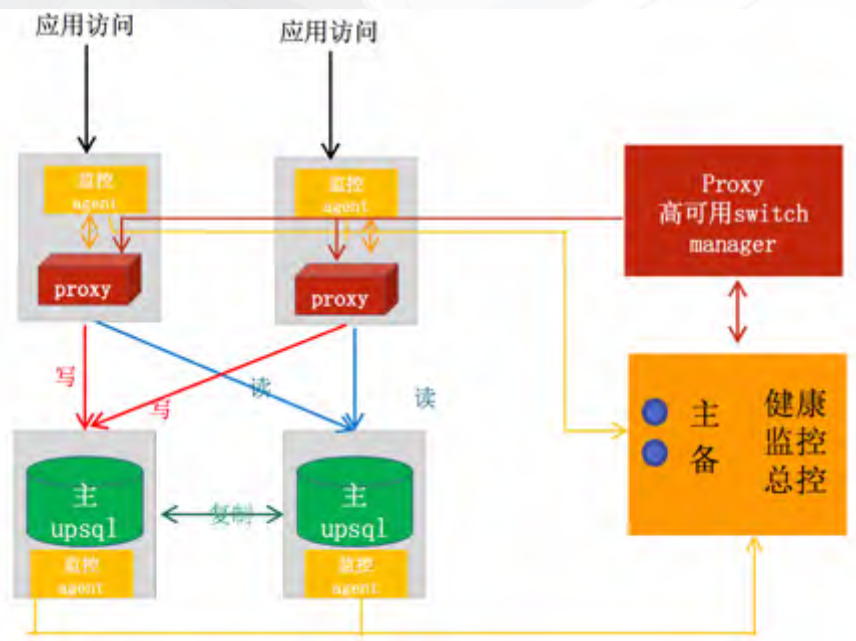 应用访问
应用访问
监控
agent
监控
agent
proxy
proxy
Proxy
高可用switch
manager
写
写
读
读
主
备
健康
监控
总控
主
upsql
复制
主
upsql
监控
agent
监控
agent